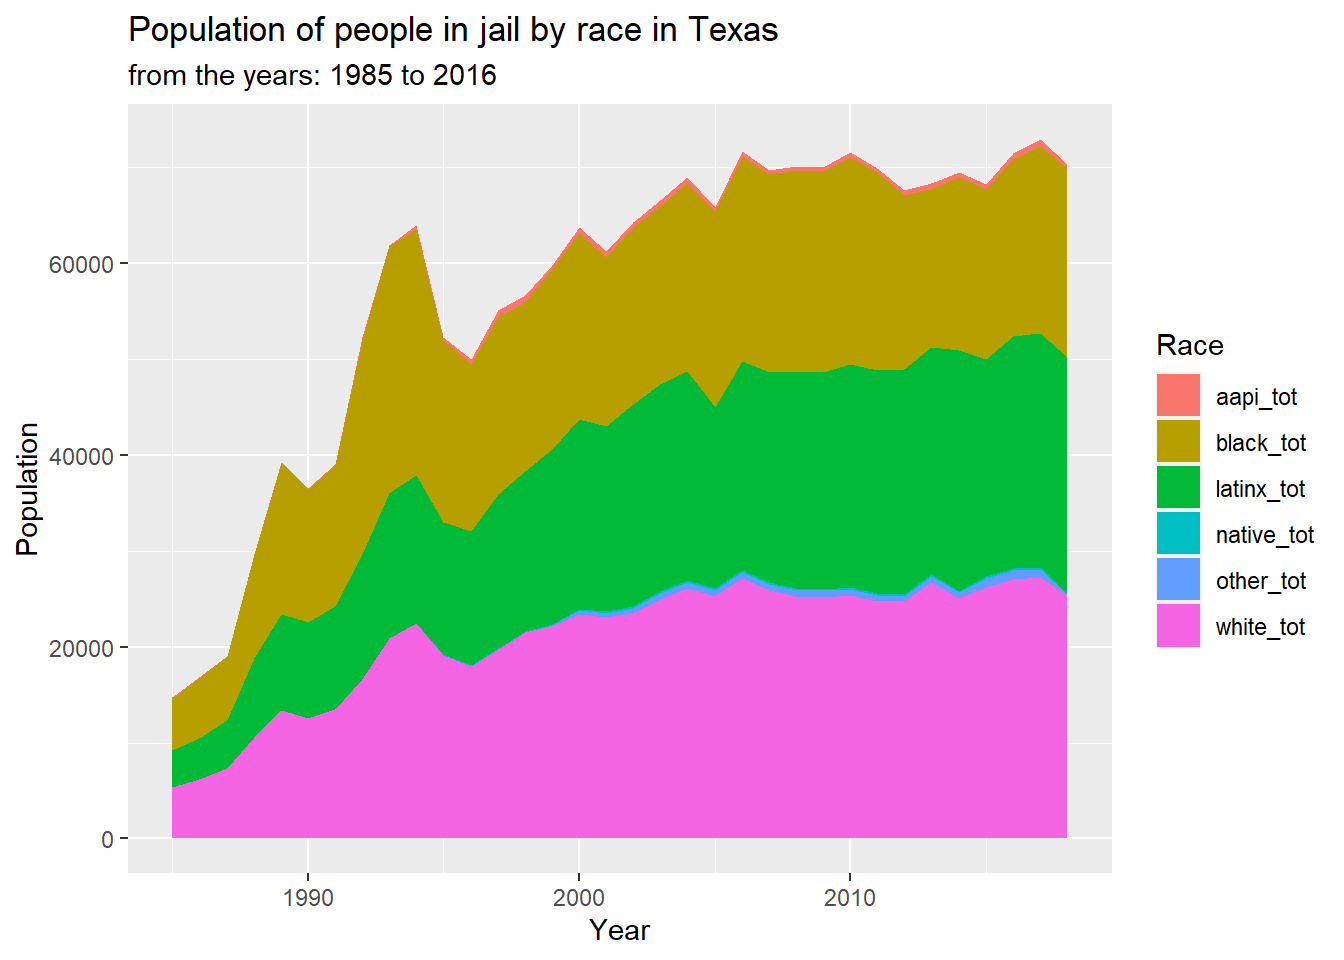 Population of people in jail by race in Texas
from the years: 1985 to 2016
60000
40000
20000
0
Population
1990
2000
2010
Year
Race
aapi_tot
black_tot
latinx_tot
native_tot
other_tot
white_tot